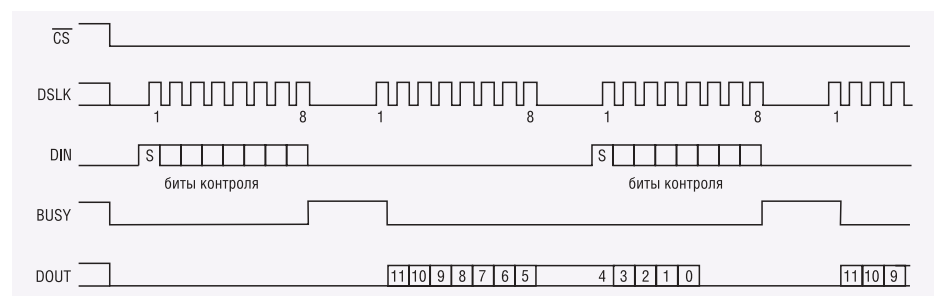 CS
DSLK
1 8 1 8 1 8 1
DIN S S
биты контроля биты контроля
BUSY
DOUT 11 10 9 8 7 6 5 4 3 2 1 0 11 10 9